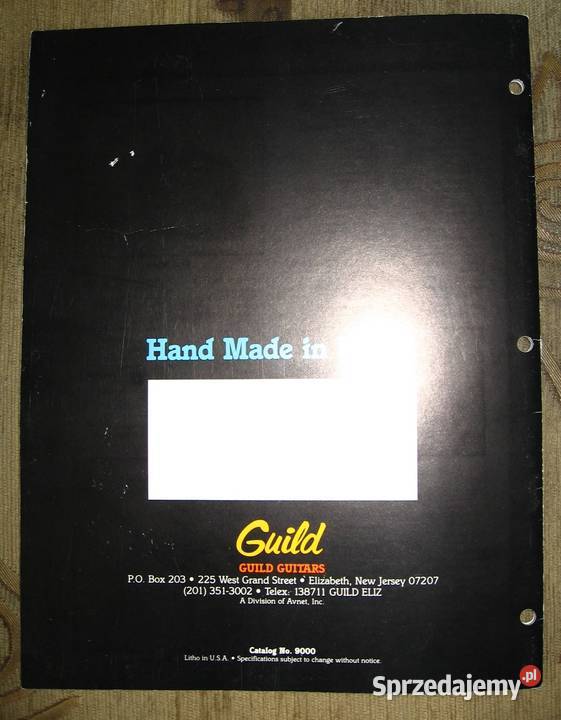 Hand Made in
Guild
GUILD GUITARS
P.O. Box 203 • 225 West Grand Street • Elizabeth, New Jersey 07207
(201) 351-3002 • Telex: 138711 GUILD ELIZ
A Division of Avnet, Inc.
Catalog No. 9000
Litho in U.S.A. • Specifications subject to change without notice.
Sprzedajemy.pl